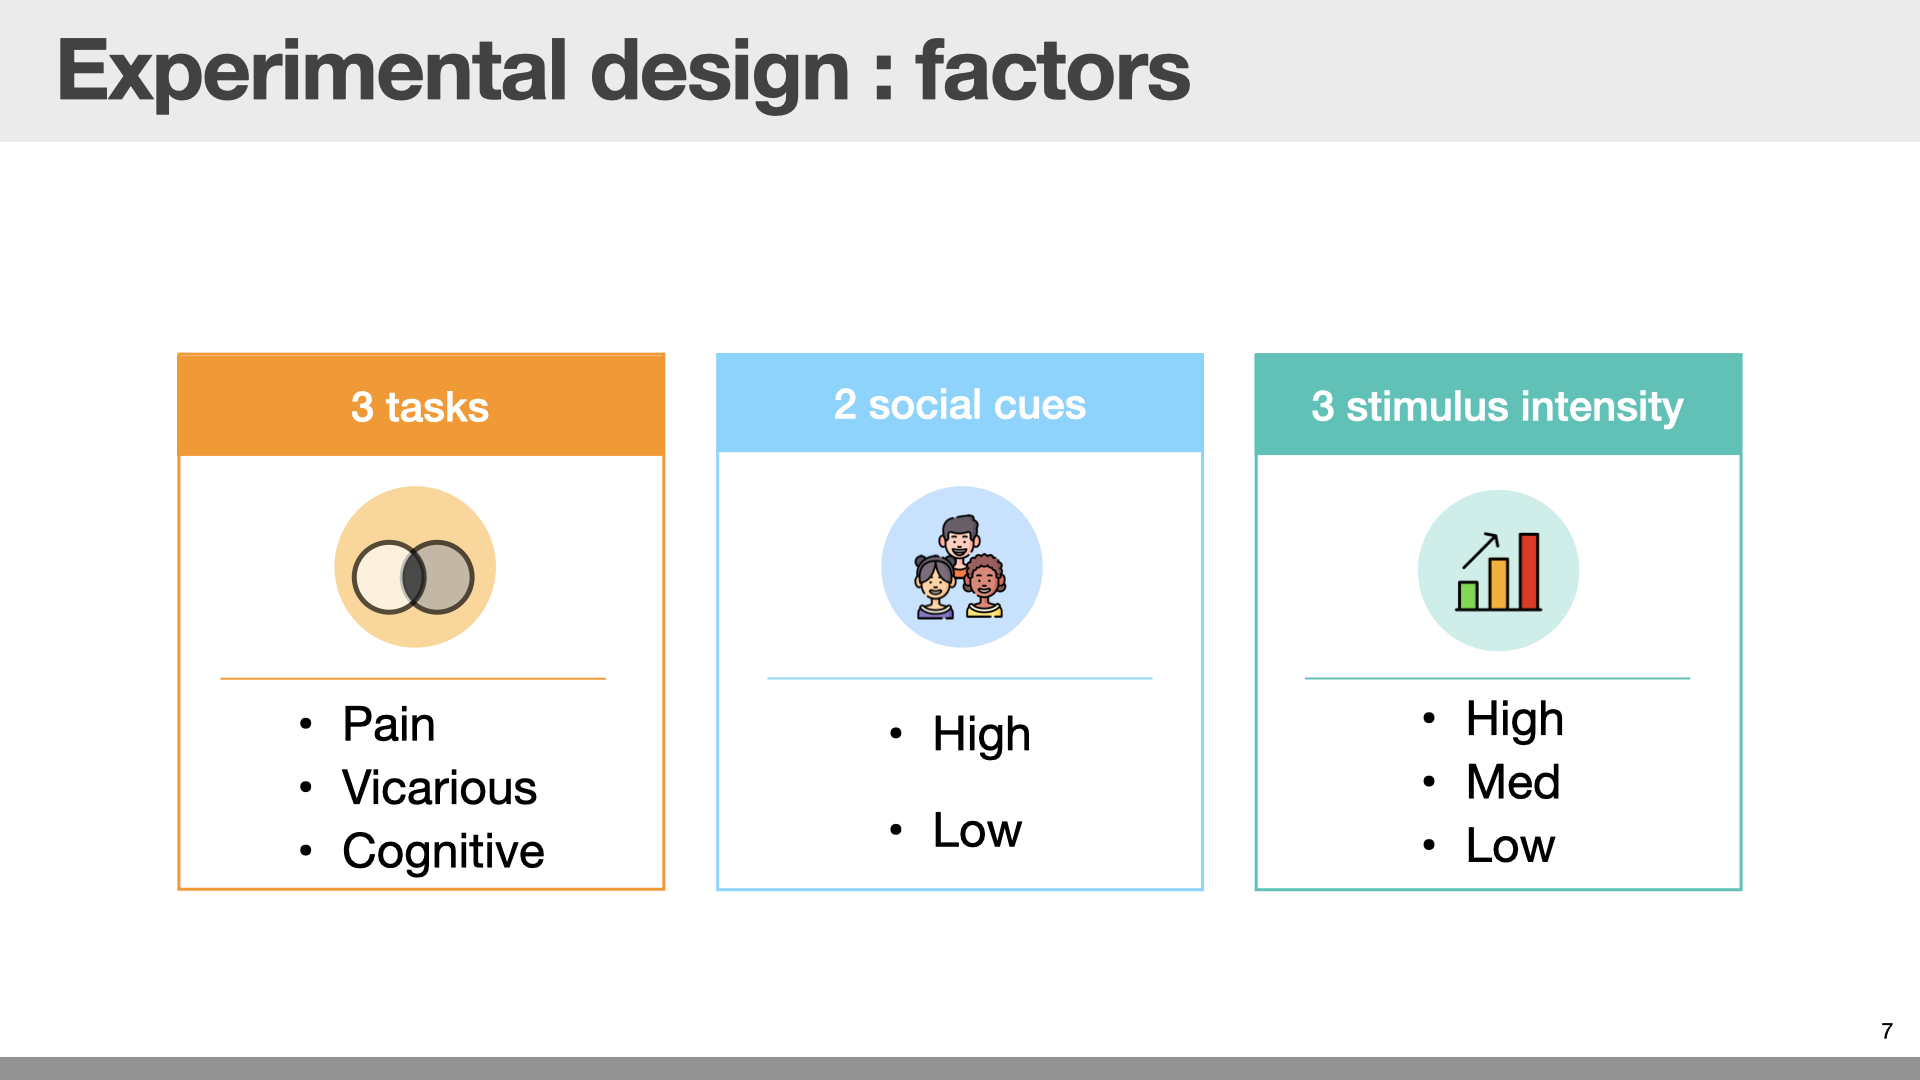 Experimental design : factors
3 tasks
• Pain
• Vicarious
• Cognitive
2 social cues
• High
• Low
3 stimulus intensity
• High
• Med
• Low
7